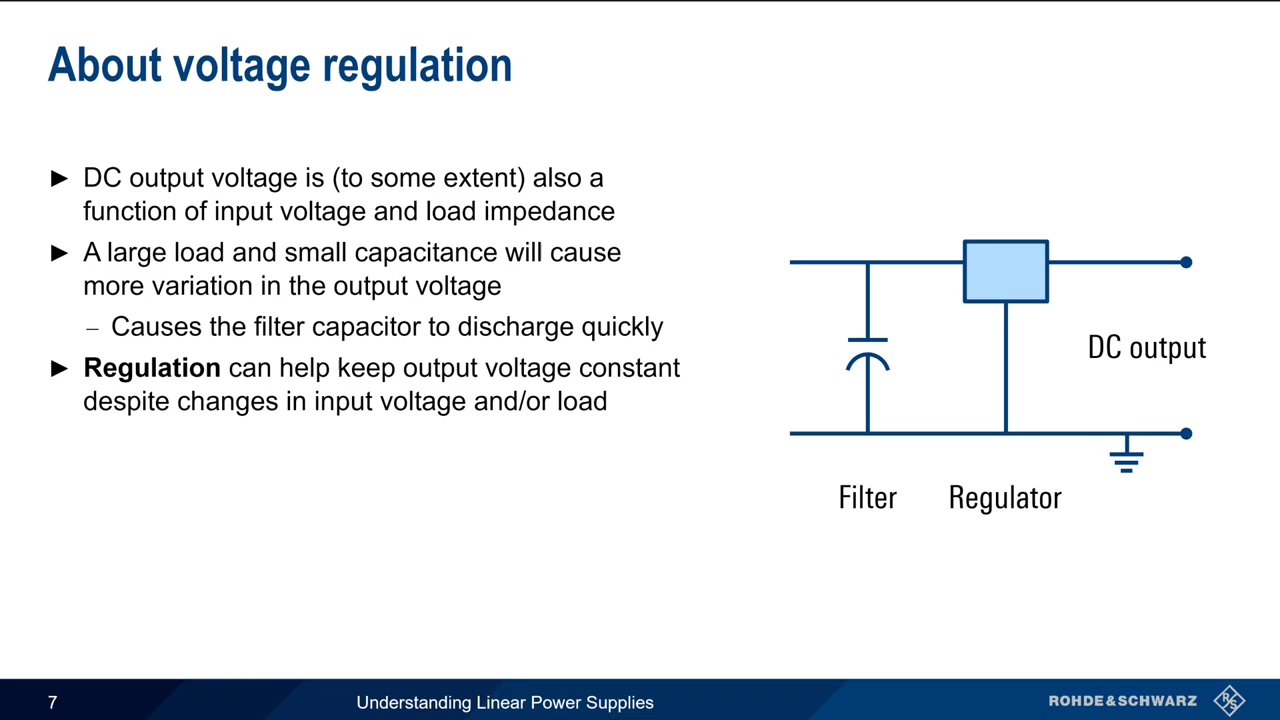 About voltage regulation
► DC output voltage is (to some extent) also a
function of input voltage and load impedance
► A large load and small capacitance will cause
more variation in the output voltage
– Causes the filter capacitor to discharge quickly
► Regulation can help keep output voltage constant
despite changes in input voltage and/or load
DC output
Filter
Regulator
7
Understanding Linear Power Supplies
ROHDE&SCHWARZ
RS